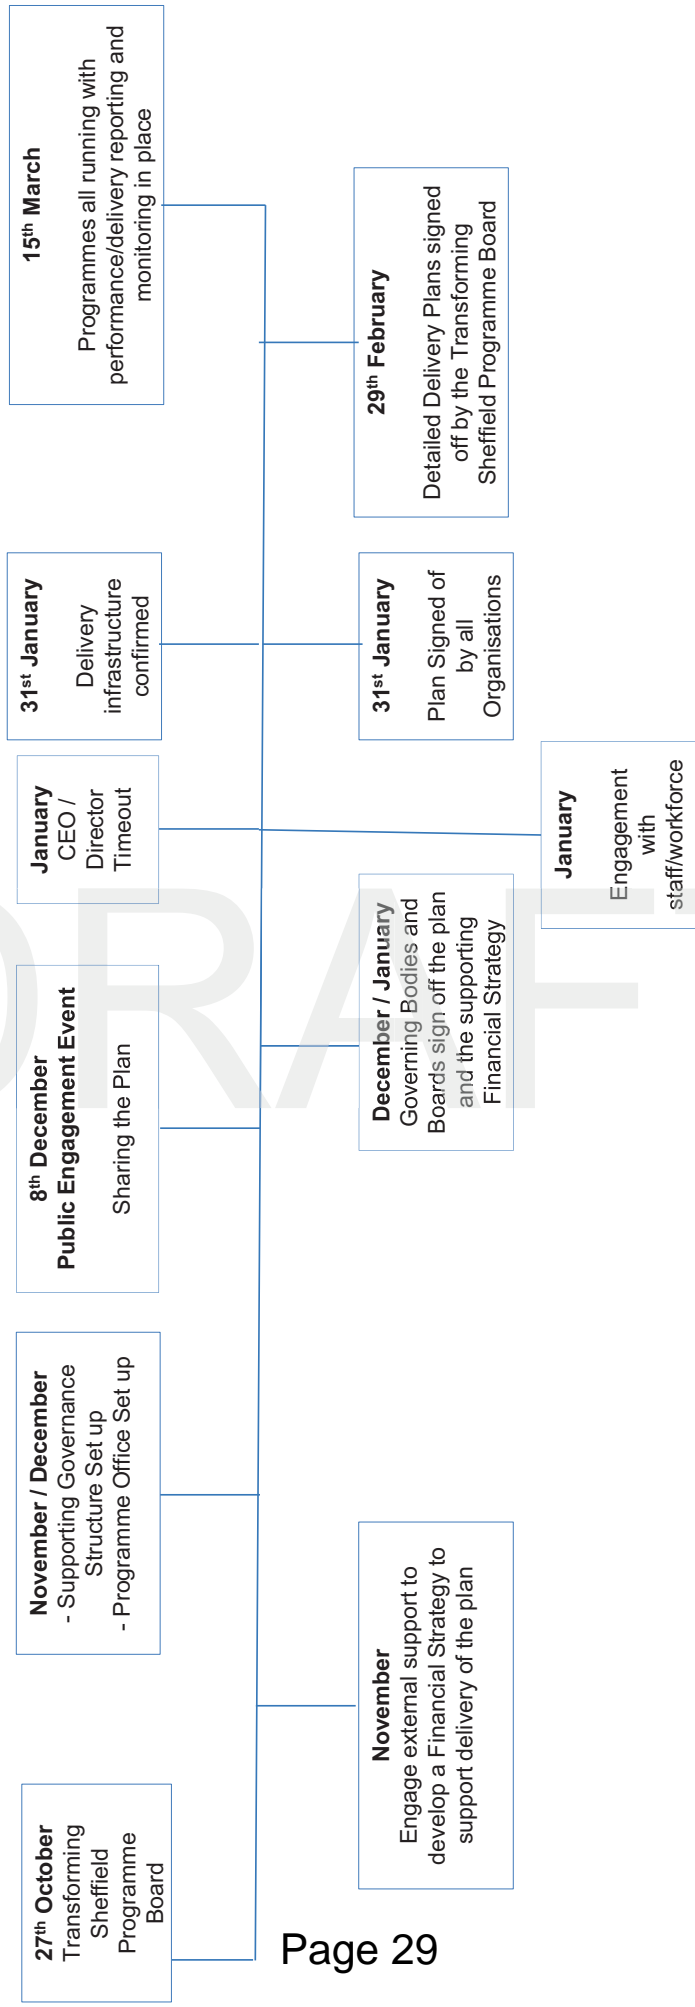 27th October
Transforming
Sheffield
Programme
Board
November
Engage external support to
develop a Financial Strategy to
support delivery of the plan
November / December
- Supporting Governance
Structure Set up
- Programme Office Set up
8th December
Public Engagement Event
Sharing the Plan
December / January
Governing Bodies and
Boards sign off the plan
and the supporting
Financial Strategy
January
CEO /
Director
Timeout
January
Engagement
with
staff/workforce
31st January
Delivery
infrastructure
confirmed
31st January
Plan Signed of
by all
Organisations
29th February
Detailed Delivery Plans signed
off by the Transforming
Sheffield Programme Board
15th March
Programmes all running with
performance/delivery reporting and
monitoring in place
DRAFT
Page 29